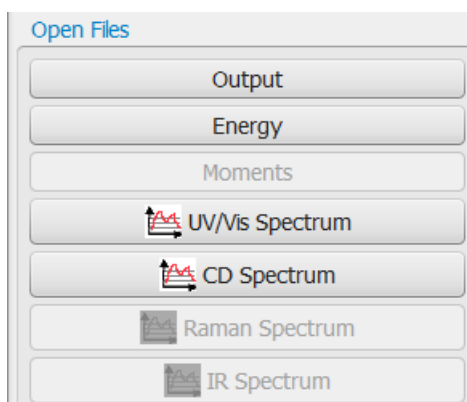 Open Files
Output
Energy
Moments
UV/Vis Spectrum
CD Spectrum
Raman Spectrum
IR Spectrum